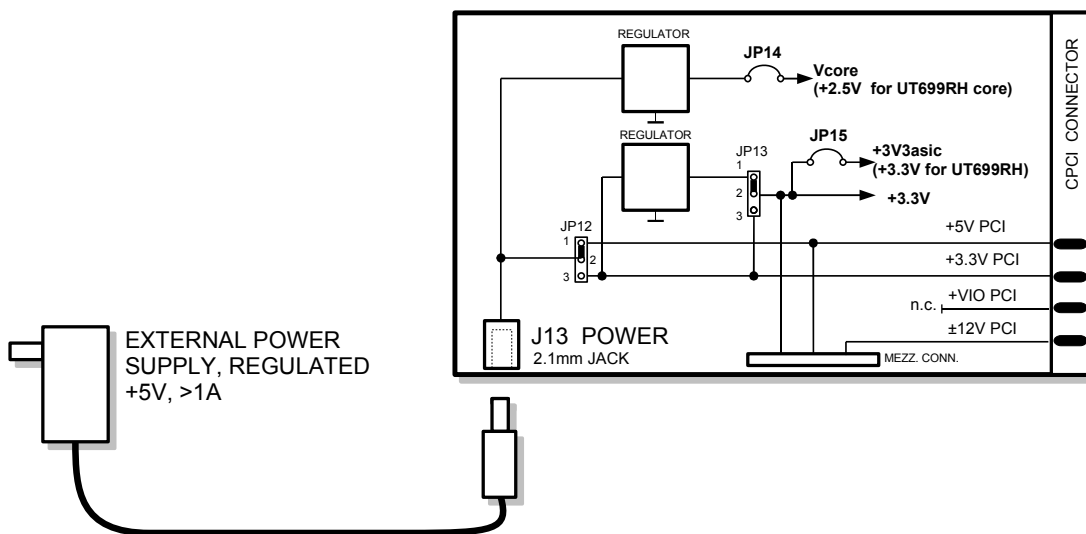 REGULATOR
JP14
Vcore
(+2.5V for UT699RH core)
REGULATOR
JP13
1
2
3
JP15
+3V3asic
(+3.3V for UT699RH)
+3.3V
JP12
1
2
3
+5V PCI
+3.3V PCI
n.c.
+VIO PCI
±12V PCI
MEZZ. CONN.
CPCI CONNECTOR
J13 POWER
2.1mm JACK
EXTERNAL POWER
SUPPLY, REGULATED
+5V, >1A